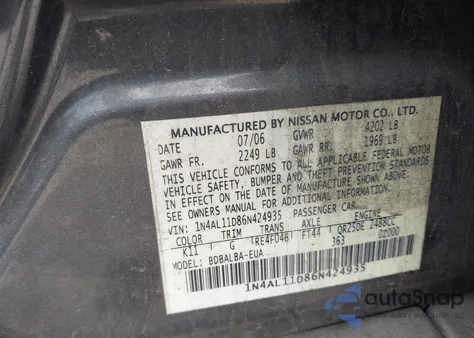 MANUFACTURED BY NISSAN MOTOR CO., LTD.
DATE 07/06 GVWR 4202 LB
GAWR FR. 2249 LB GAWR RR. 1969 LB
THIS VEHICLE CONFORMS TO ALL APPLICABLE FEDERAL MOTOR
VEHICLE SAFETY, BUMPER AND THEFT PREVENTION STANDARDS
IN EFFECT ON THE DATE OF MANUFACTURE SHOWN ABOVE.
!SEE OWNERS MANUAL FOR ADDITIONAL INFORMATION
VIN: 1N4AL11D86N424935 PASSENGER CAR
COLOR TRIM TRANS AXLE ENGINE
K11 G RE4F04B FT44 QR25DE 2488CC
MODEL: BDBALBA-EUA 363 0Z000
1N4AL11D86N424935
autoSnap